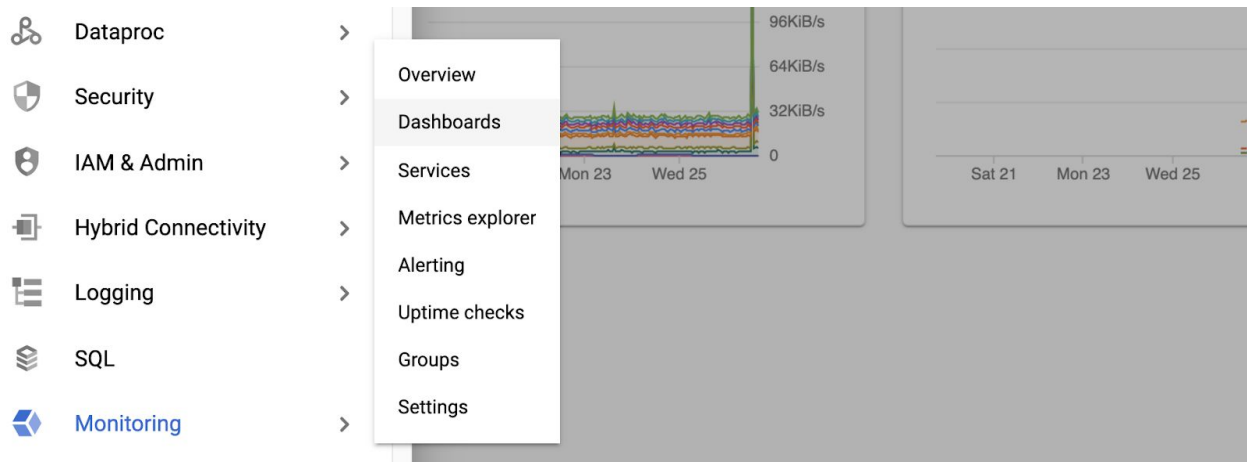 Dataproc
Security
IAM & Admin
Hybrid Connectivity
Logging
SQL
Monitoring
Overview
Dashboards
Services
Metrics explorer
Alerting
Uptime checks
Groups
Settings
96KiB/s
64KiB/s
32KiB/s
0
Mon 23 Wed 25
Sat 21 Mon 23 Wed 25